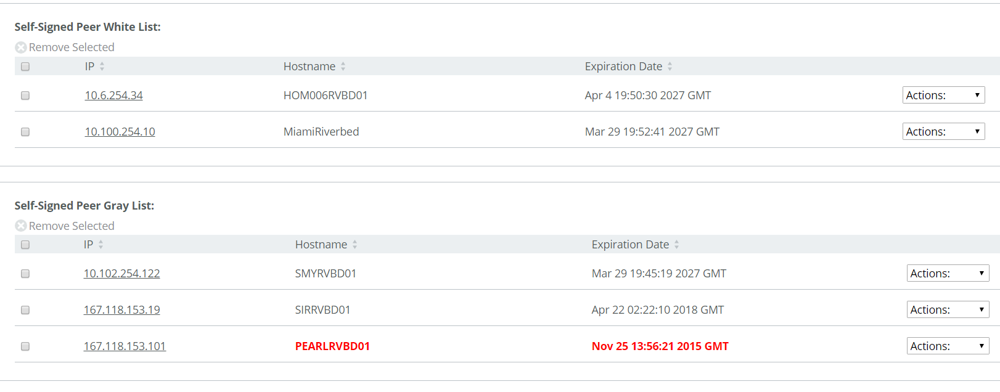 Self-Signed Peer White List:
Remove Selected
IP Hostname Expiration Date
10.6.254.34 HOM006RVBD01 Apr 4 19:50:30 2027 GMT Actions:
10.100.254.10 MiamiRiverbed Mar 29 19:52:41 2027 GMT Actions:
Self-Signed Peer Gray List:
Remove Selected
IP Hostname Expiration Date
10.102.254.122 SMYRVBD01 Mar 29 19:45:19 2027 GMT Actions:
167.118.153.19 SIRRVBD01 Apr 22 02:22:10 2018 GMT Actions:
167.118.153.101 PEARLRVBD01 Nov 25 13:56:21 2015 GMT Actions: